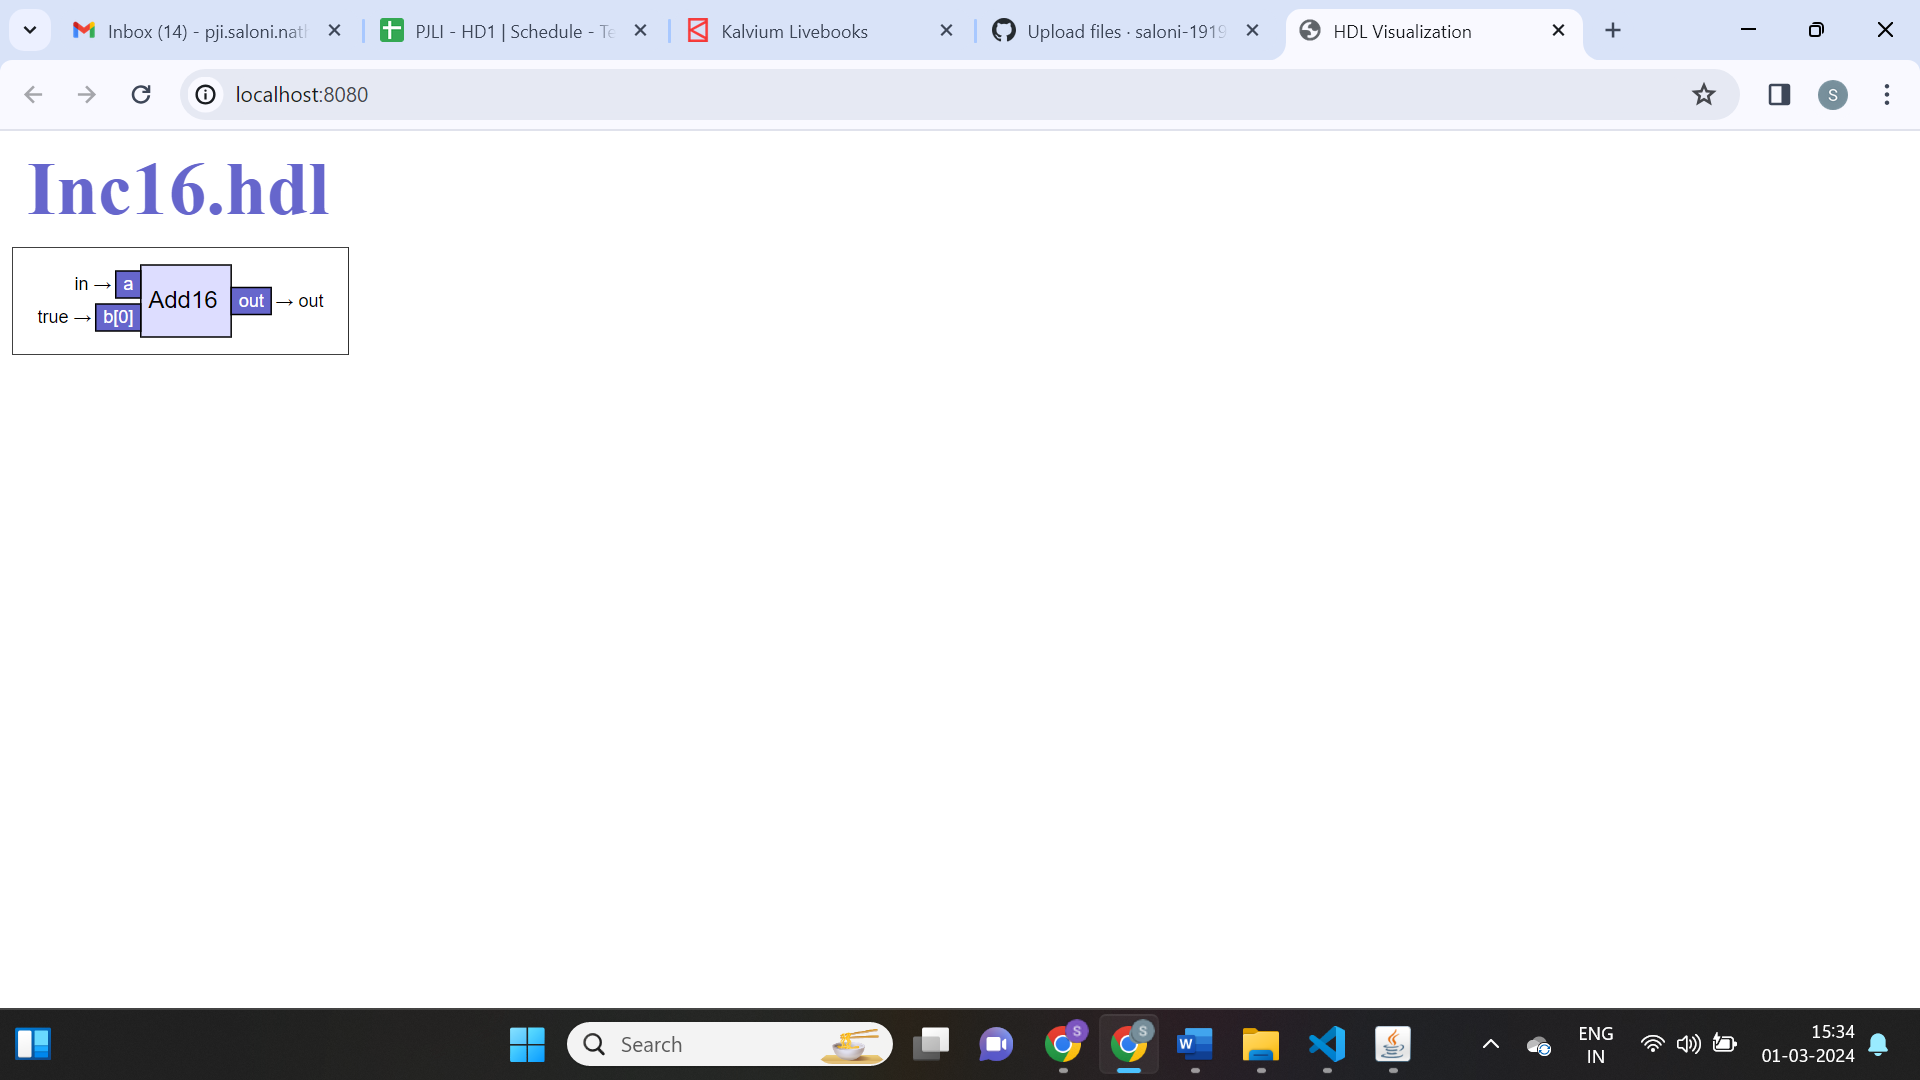 Inbox (14) - pji.saloni.nath
PJLI - HD1 | Schedule - Te
Kalvium Livebooks
Upload files · saloni-1919
HDL Visualization
localhost:8080
S
Inc16.hdl
in → a
Add16
out → out
true → b[0]
Search
S
S
W
ENG
IN
15:34
01-03-2024